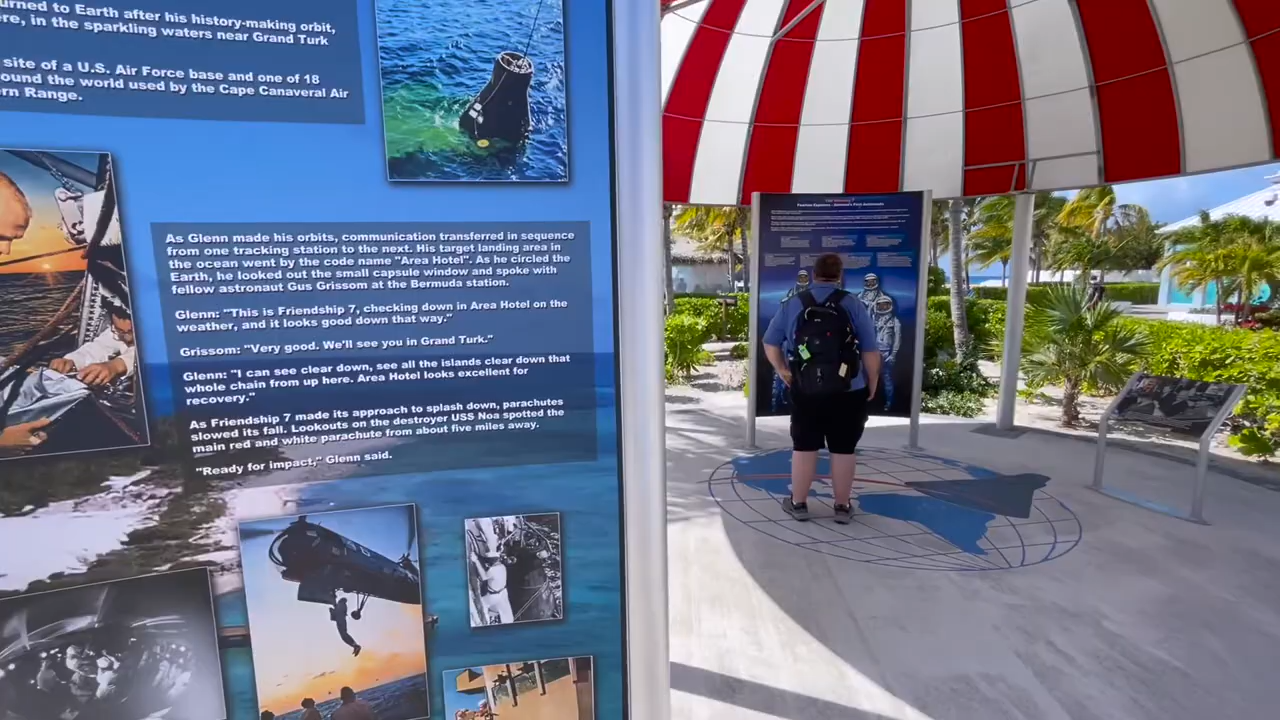 urned to Earth after his history-making orbit,
ere, in the sparkling waters near Grand Turk
site of a U.S. Air Force base and one of 18
ound the world used by the Cape Canaveral Air
rn Range.
As Glenn made his orbits, communication transferred in sequence
from one tracking station to the next. His target landing area in
the ocean went by the code name "Area Hotel". As he circled the
Earth, he looked out the small capsule window and spoke with
fellow astronaut Gus Grissom at the Bermuda station.
Glenn: "This is Friendship 7, checking down in Area Hotel on the
weather, and it looks good down that way."
Grissom: "Very good. We'll see you in Grand Turk."
Glenn: "I can see clear down, see all the islands clear down that
whole chain from up here. Area Hotel looks excellent for
recovery."
As Friendship 7 made its approach to splash down, parachutes
slowed its fall. Lookouts on the destroyer USS Noa spotted the
main red and white parachute from about five miles away.
"Ready for impact," Glenn said.